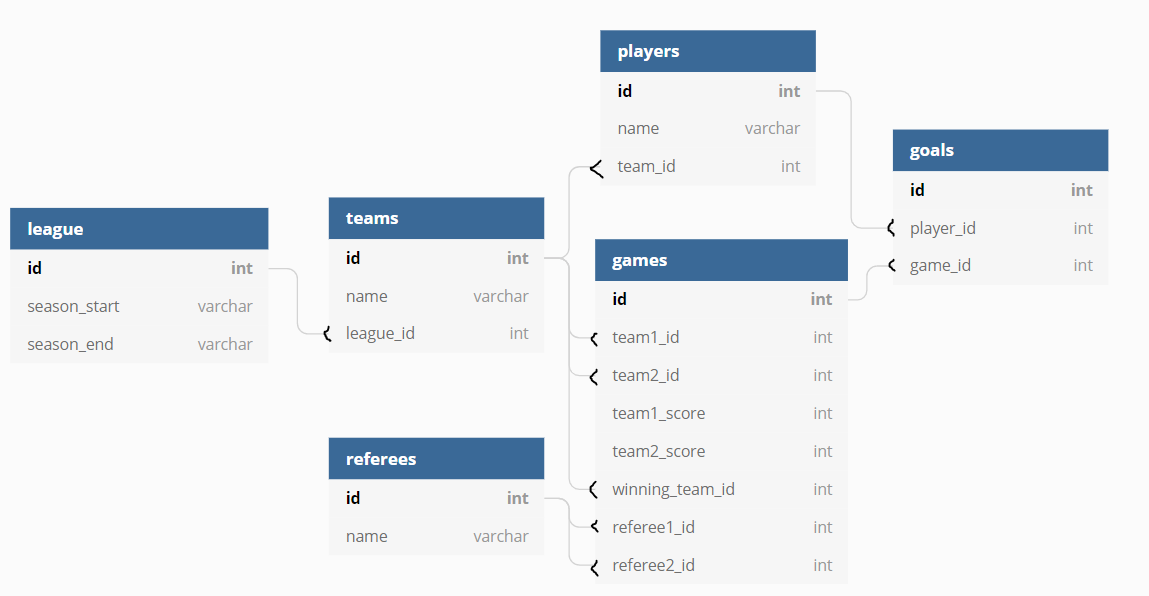 players
id int
name varchar
team_id int
goals
id int
player_id int
game_id int
league
id int
season_start varchar
season_end varchar
teams
id int
name varchar
league_id int
games
id int
team1_id int
team2_id int
team1_score int
team2_score int
winning_team_id int
referee1_id int
referee2_id int
referees
id int
name varchar